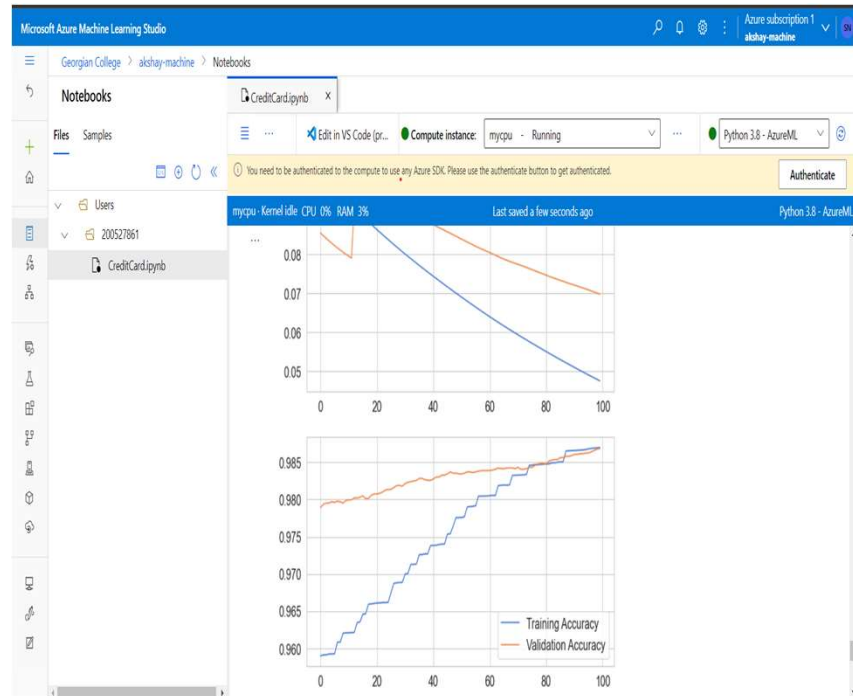 Microsoft Azure Machine Learning Studio
Azure subscription 1
akshay-machine
SN
Georgian College > akshay-machine > Notebooks
Notebooks
CreditCard.ipynb x
Files Samples
... Edit in VS Code (pr... Compute instance: mycpu - Running ... Python 3.8 - AzureML
You need to be authenticated to the compute to use any Azure SDK. Please use the authenticate button to get authenticated.
Authenticate
Users
200527861
CreditCard.ipynb
mycpu - Kernel idle CPU 0% RAM 3% Last saved a few seconds ago Python 3.8 - AzureML
...
0.08
0.07
0.06
0.05
0 20 40 60 80 100
0.985
0.980
0.975
0.970
0.965
0.960
Training Accuracy
Validation Accuracy
0 20 40 60 80 100